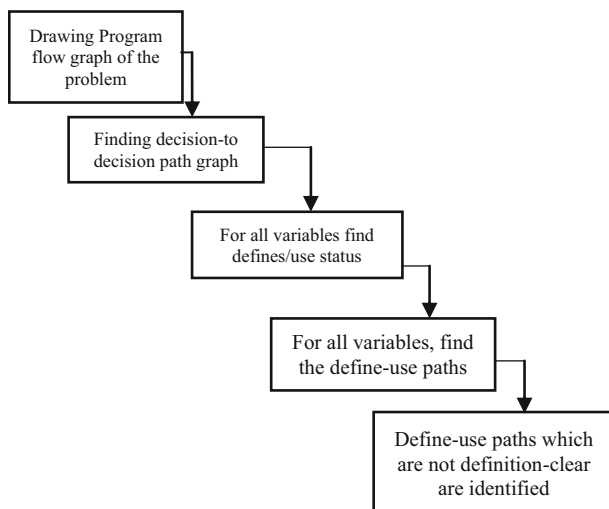 Drawing Program
flow graph of the
problem
Finding decision-to
decision path graph
For all variables find
defines/use status
For all variables, find
the define-use paths
Define-use paths which
are not definition-clear
are identified